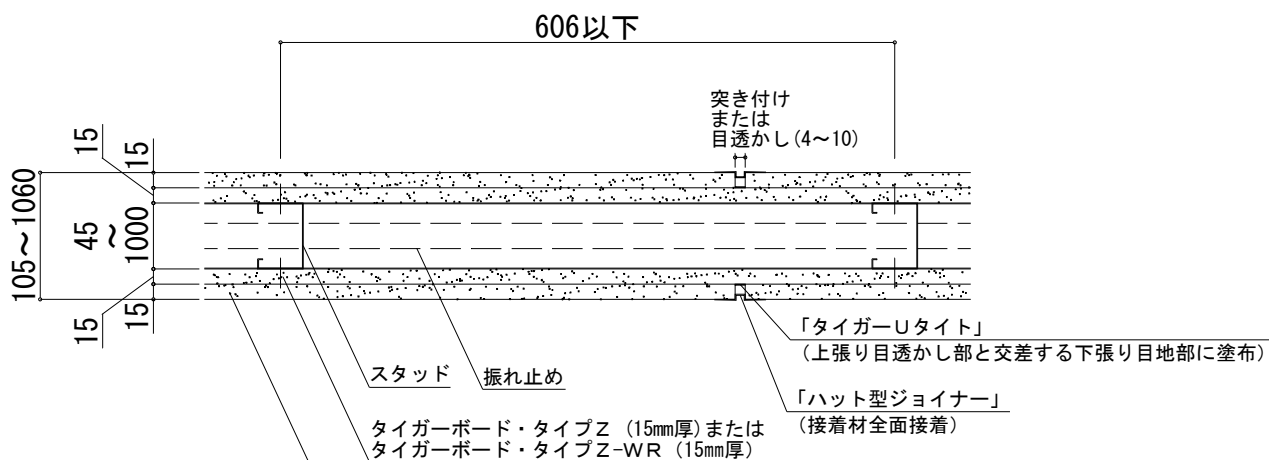 606以下
突き付け
または
目透かし(4～10)
15
15
105～1060
45
～
1000
15
15
「タイガーUタイト」
(上張り目透かし部と交差する下張り目地部に塗布)
スタッド
振れ止め
「ハット型ジョイナー」
(接着材全面接着)
タイガーボード・タイプZ (15mm厚)または
タイガーボード・タイプZ-WR (15mm厚)